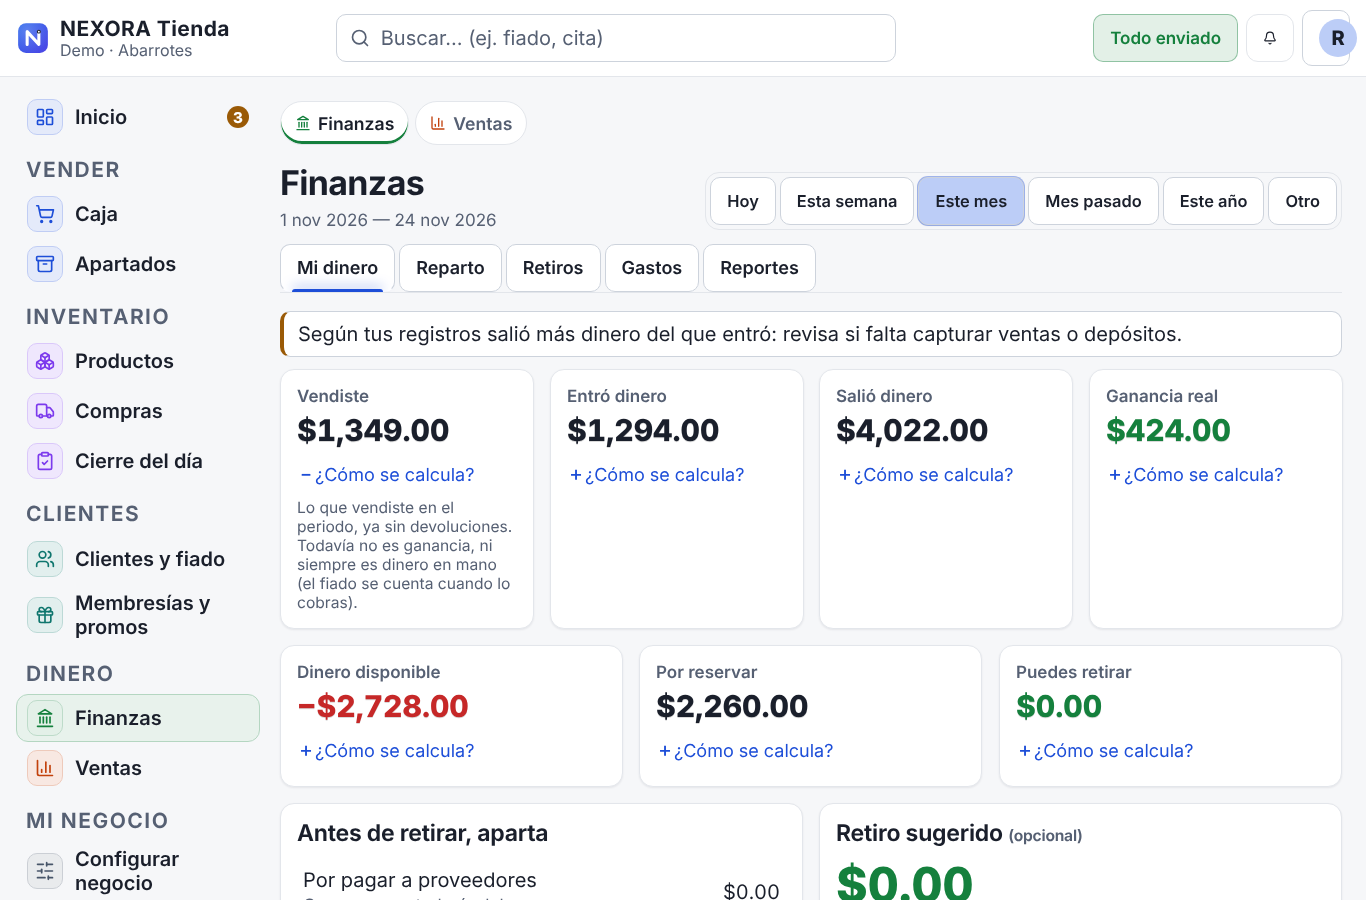 NEXORA Tienda
Demo · Abarrotes
Buscar... (ej. fiado, cita)
Todo enviado
R
Inicio
3
VENDER
Caja
Apartados
INVENTARIO
Productos
Compras
Cierre del día
CLIENTES
Clientes y fiado
Membresías y
promos
DINERO
Finanzas
Ventas
MI NEGOCIO
Configurar
negocio
Finanzas
Ventas
Finanzas
1 nov 2026 — 24 nov 2026
Hoy
Esta semana
Este mes
Mes pasado
Este año
Otro
Mi dinero
Reparto
Retiros
Gastos
Reportes
Según tus registros salió más dinero del que entró: revisa si falta capturar ventas o depósitos.
Vendiste
$1,349.00
− ¿Cómo se calcula?
Lo que vendiste en el
periodo, ya sin devoluciones.
Todavía no es ganancia, ni
siempre es dinero en mano
(el fiado se cuenta cuando lo
cobras).
Entró dinero
$1,294.00
+ ¿Cómo se calcula?
Salió dinero
$4,022.00
+ ¿Cómo se calcula?
Ganancia real
$424.00
+ ¿Cómo se calcula?
Dinero disponible
−$2,728.00
+ ¿Cómo se calcula?
Por reservar
$2,260.00
+ ¿Cómo se calcula?
Puedes retirar
$0.00
+ ¿Cómo se calcula?
Antes de retirar, aparta
Por pagar a proveedores
$0.00
Retiro sugerido (opcional)
$0.00